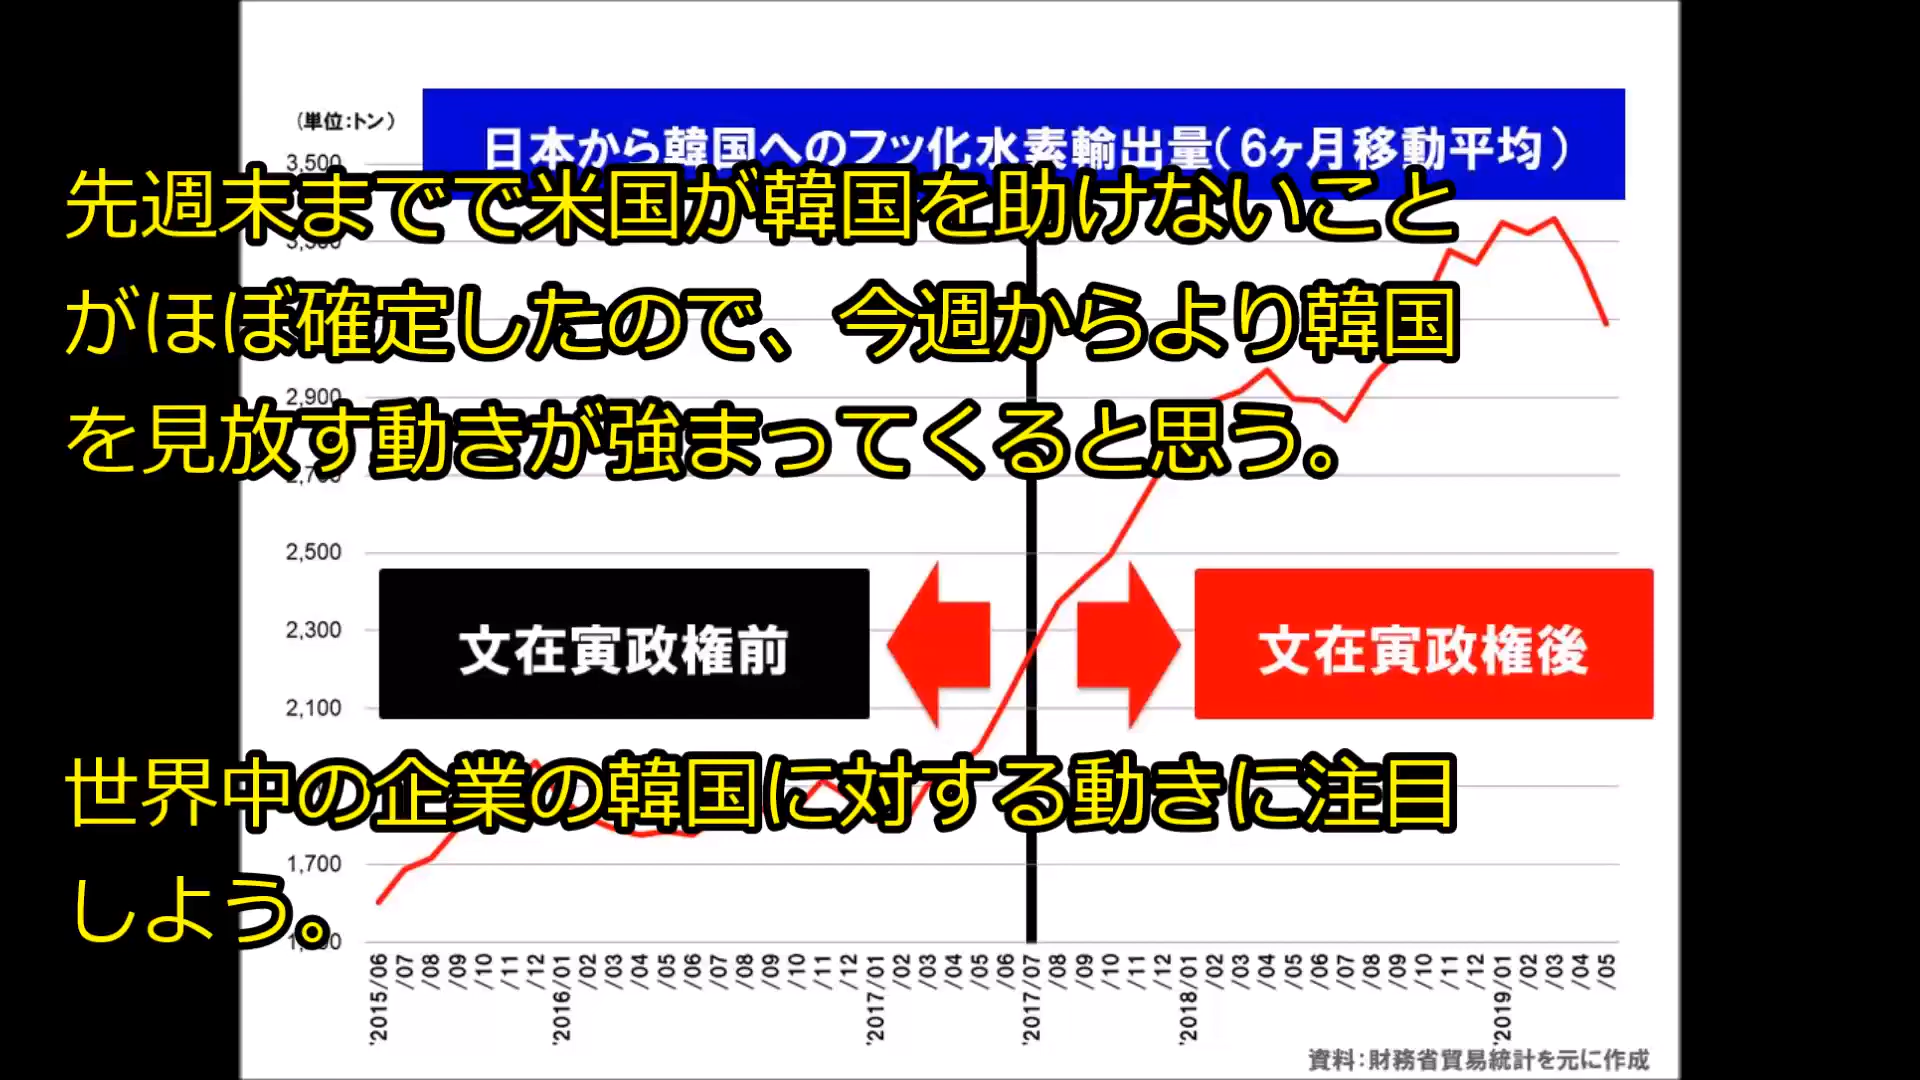 (単位:トン)
日本から韓国へのフッ化水素輸出量(6ヶ月移動平均)
3,500
先週末までで米国が韓国を助けないこと
3,300
がほぼ確定したので、今週からより韓国
2,900
を見放す動きが強まってくると思う。
2,700
2,500
文在寅政権前
文在寅政権後
2,300
2,100
世界中の企業の韓国に対する動きに注目
1,700
しよう。
1,500
'2015/06 /07 /08 /09 /10 /11 /12 '2016/01 /02 /03 /04 /05 /06 /07 /08 /09 /10 /11 /12 '2017/01 /02 /03 /04 /05 /06 '2017/07 /08 /09 /10 /11 /12 '2018/01 /02 /03 /04 /05 /06 /07 /08 /09 /10 /11 /12 '2019/01 /02 /03 /04 /05
資料:財務省貿易統計を元に作成